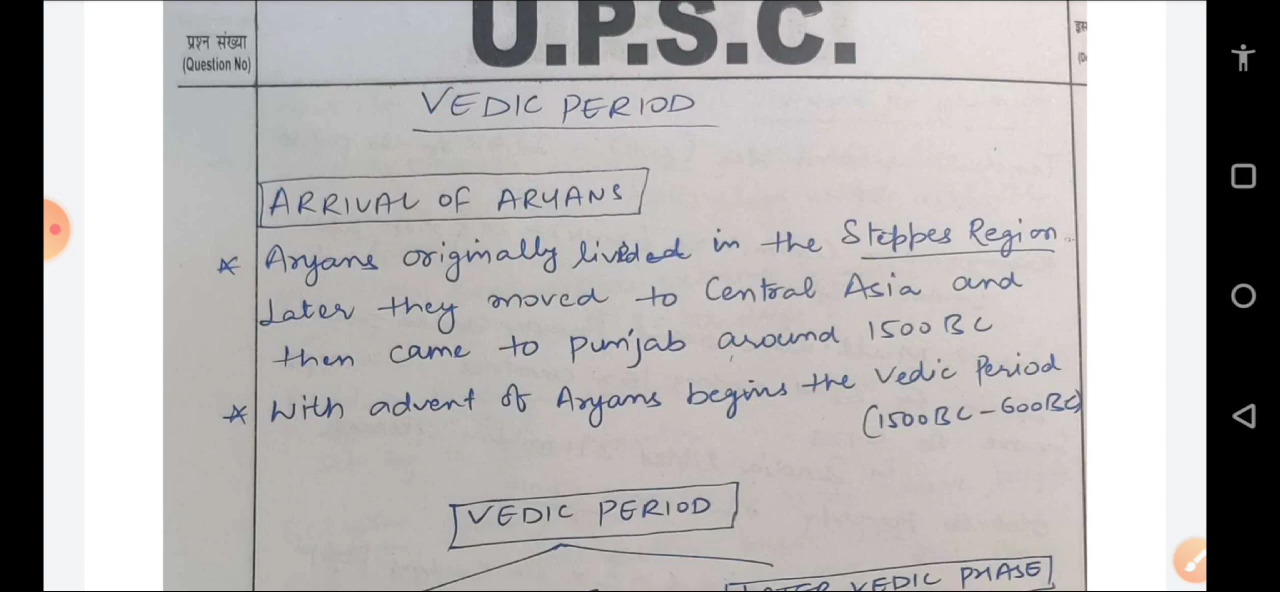 प्रश्न संख्या
(Question No)
U.P.S.C.
VEDIC PERIOD
ARRIVAL OF ARYANS
* Aryans originally lived in the Steppes Region.
Later they moved to Central Asia and
then came to Punjab around 1500 BC
* With advent of Aryans begins the Vedic Period
(1500BC-600BC)
VEDIC PERIOD
LATER VEDIC PHASE